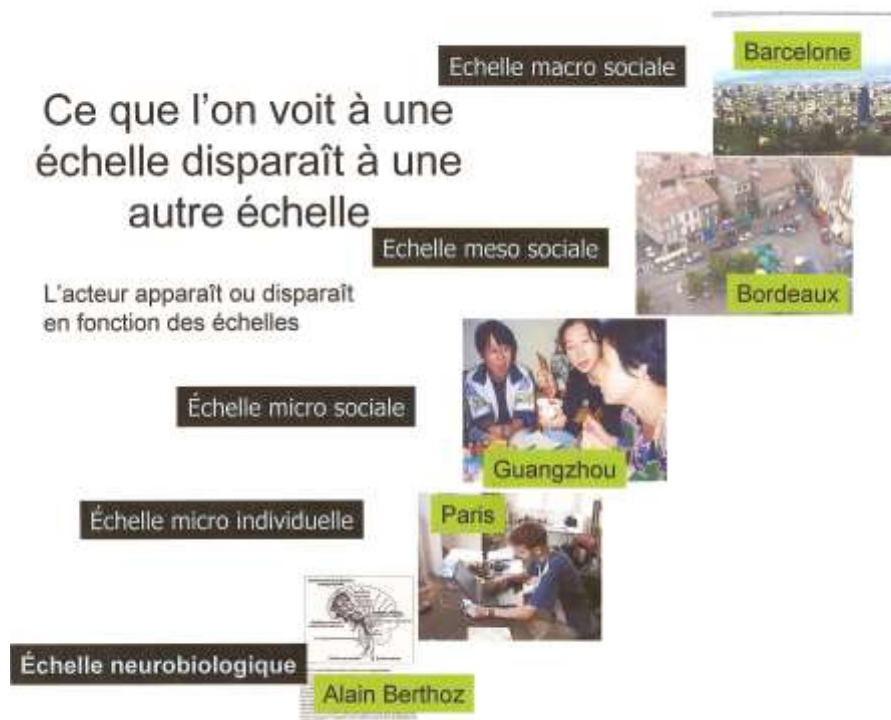 Echelle macro sociale
Barcelone
Ce que l'on voit à une
échelle disparaît à une
autre échelle
Echelle meso sociale
Bordeaux
L'acteur apparaît ou disparaît
en fonction des échelles
Échelle micro sociale
Guangzhou
Échelle micro individuelle
Paris
Échelle neurobiologique
Alain Berthoz